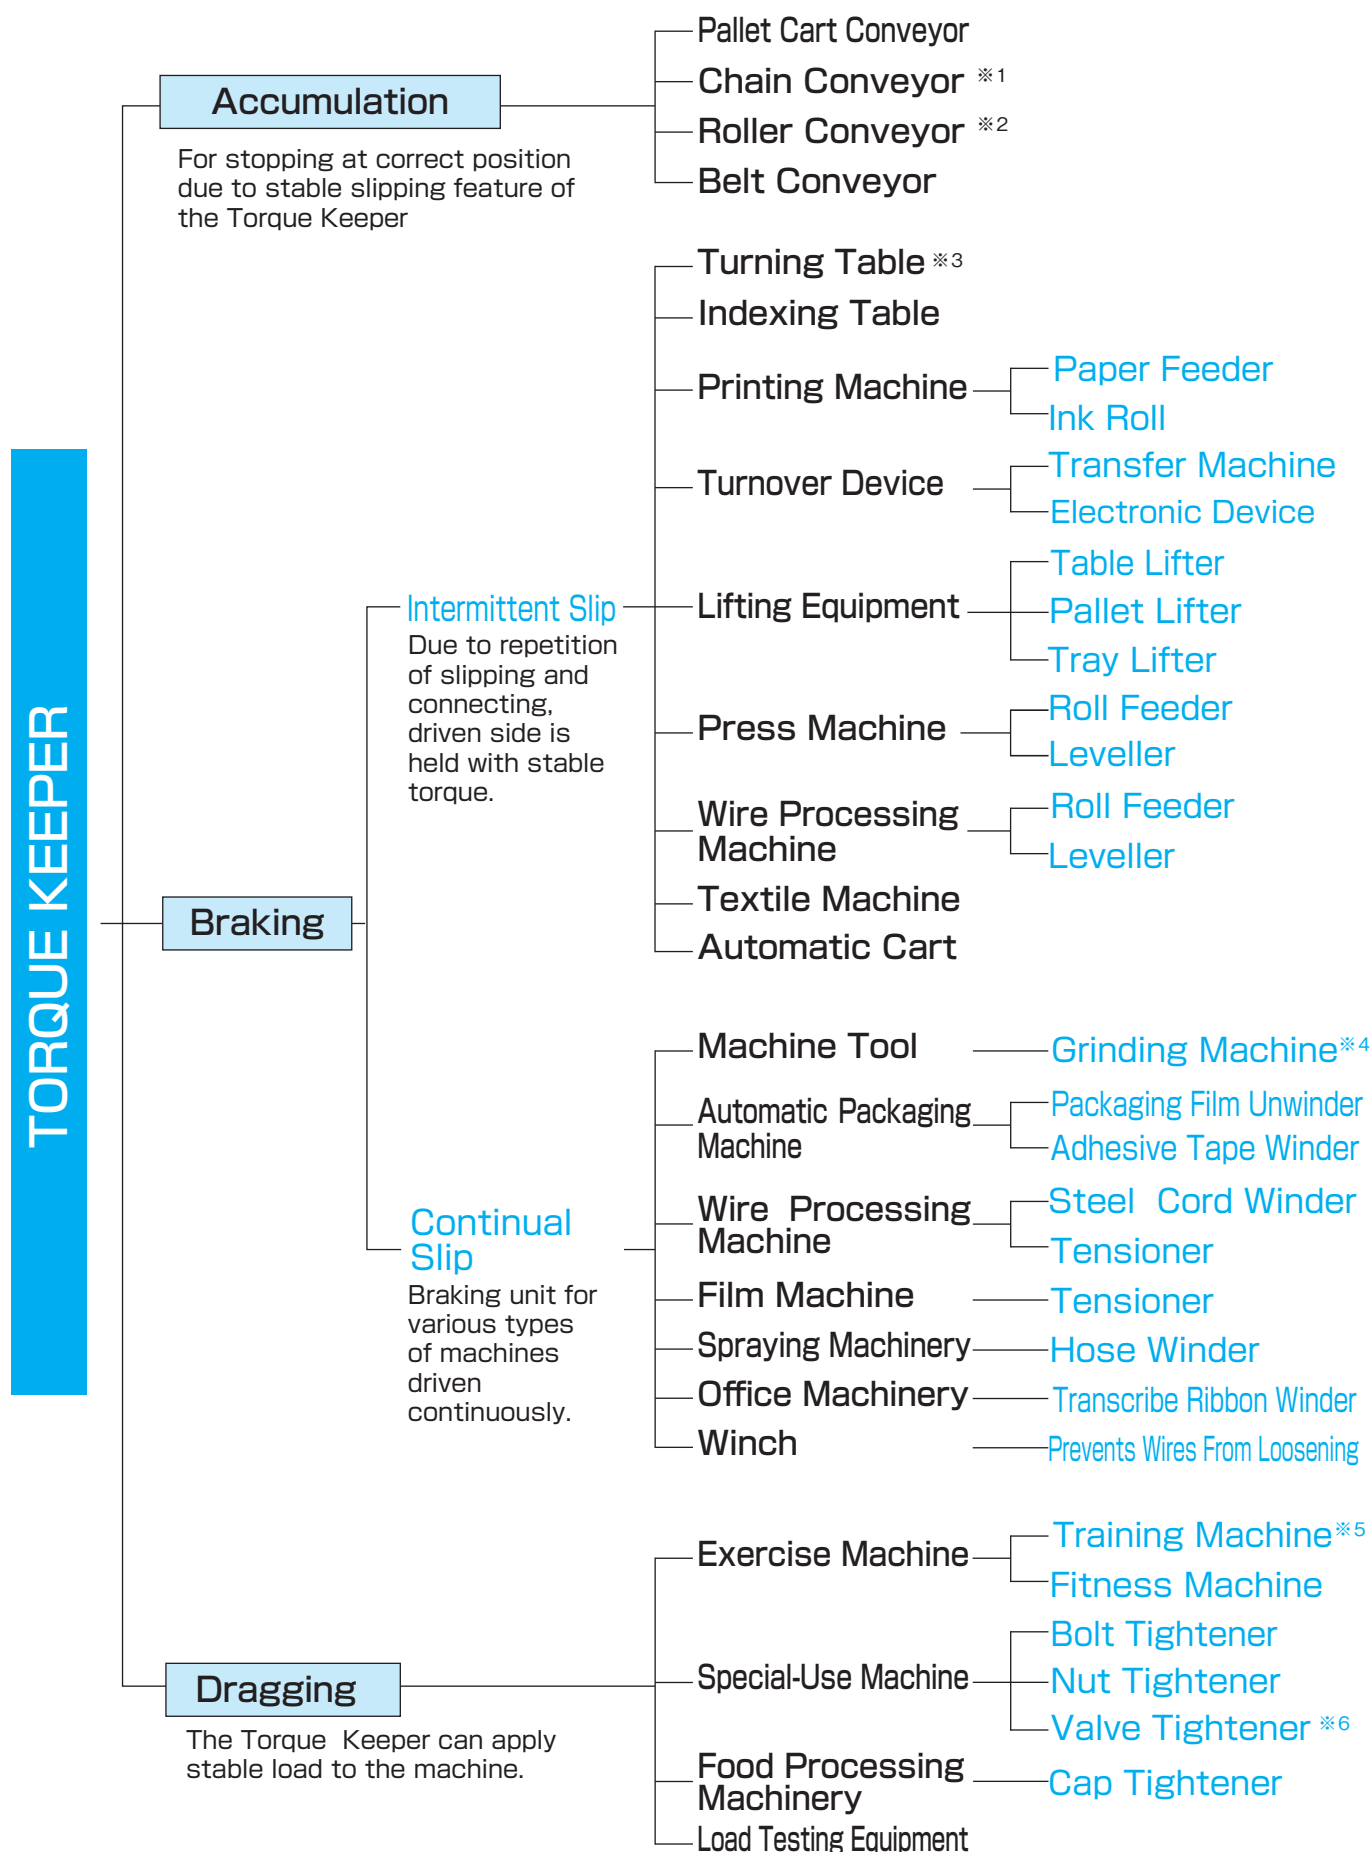 TORQUE KEEPER
Accumulation
For stopping at correct position
due to stable slipping feature of
the Torque Keeper
Pallet Cart Conveyor
Chain Conveyor ※1
Roller Conveyor ※2
Belt Conveyor
Braking
Intermittent Slip
Due to repetition
of slipping and
connecting,
driven side is
held with stable
torque.
Turning Table ※3
Indexing Table
Printing Machine
Paper Feeder
Ink Roll
Turnover Device
Transfer Machine
Electronic Device
Lifting Equipment
Table Lifter
Pallet Lifter
Tray Lifter
Press Machine
Roll Feeder
Leveller
Wire Processing
Machine
Roll Feeder
Leveller
Textile Machine
Automatic Cart
Continual
Slip
Braking unit for
various types
of machines
driven
continuously.
Machine Tool
Grinding Machine※4
Automatic Packaging
Machine
Packaging Film Unwinder
Adhesive Tape Winder
Wire Processing
Machine
Steel Cord Winder
Tensioner
Film Machine
Tensioner
Spraying Machinery
Hose Winder
Office Machinery
Transcribe Ribbon Winder
Winch
Prevents Wires From Loosening
Dragging
The Torque Keeper can apply
stable load to the machine.
Exercise Machine
Training Machine※5
Fitness Machine
Special-Use Machine
Bolt Tightener
Nut Tightener
Valve Tightener ※6
Food Processing
Machinery
Cap Tightener
Load Testing Equipment